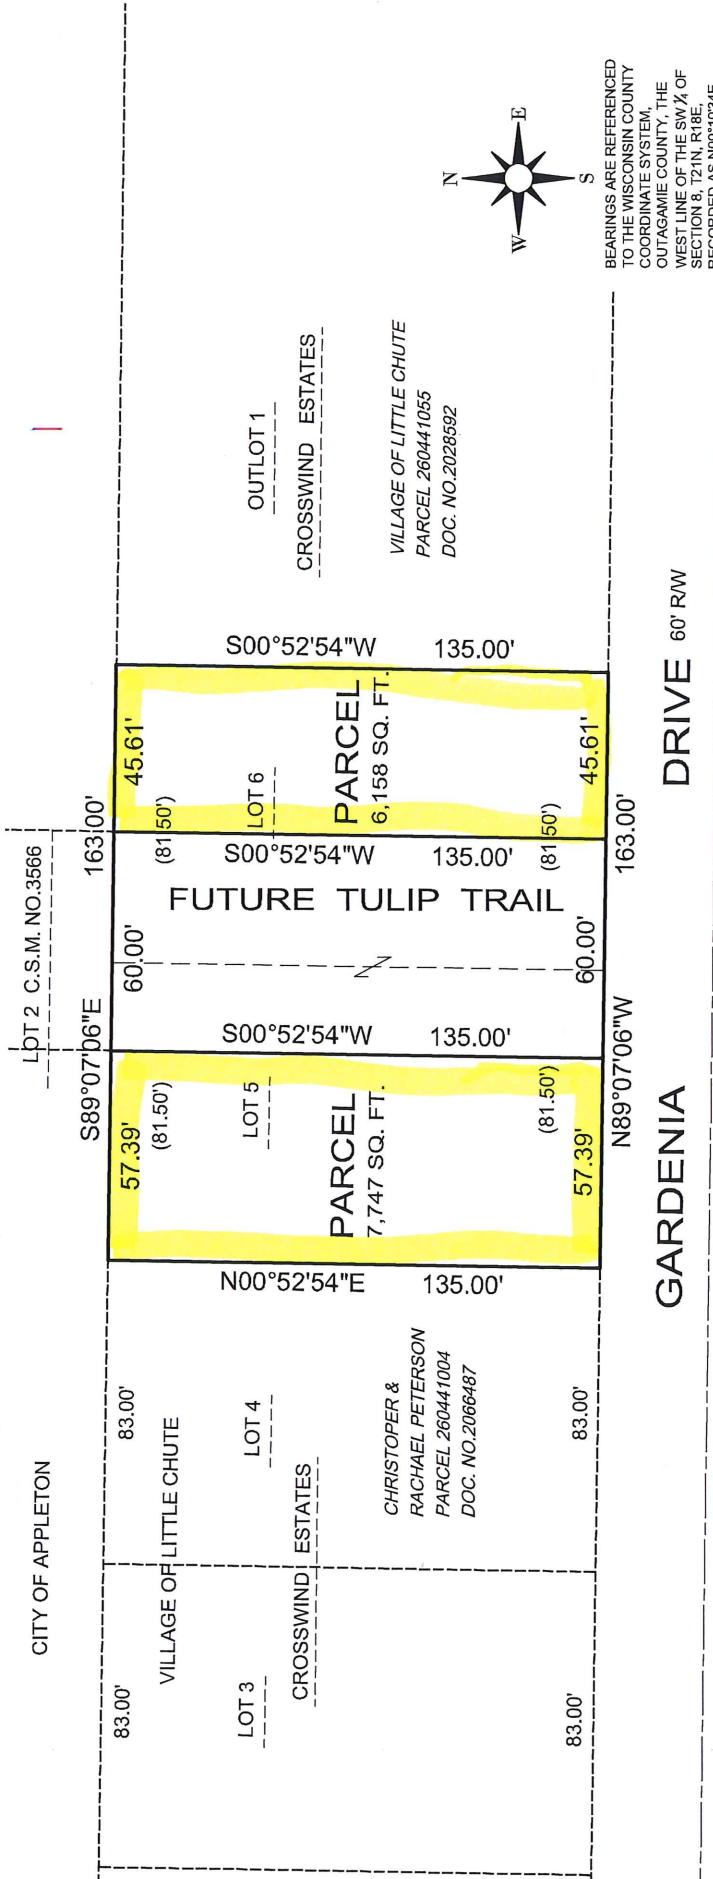 CITY OF APPLETON
LOT 2 C.S.M. NO.3566
S89°07'06"E
163.00'
83.00'
83.00'
57.39'
60.00'
45.61'
(81.50')
(81.50')
VILLAGE OF LITTLE CHUTE
LOT 3
LOT 4
LOT 5
LOT 6
OUTLOT 1
CROSSWIND ESTATES
CROSSWIND ESTATES
N00°52'54"E
135.00'
S00°52'54"W
135.00'
S00°52'54"W
135.00'
S00°52'54"W
135.00'
PARCEL
7,747 SQ. FT.
FUTURE TULIP TRAIL
PARCEL
6,158 SQ. FT.
CHRISTOPER &
RACHAEL PETERSON
PARCEL 260441004
DOC. NO.2066487
VILLAGE OF LITTLE CHUTE
PARCEL 260441055
DOC. NO.2028592
N
W
E
S
(81.50')
(81.50')
83.00'
83.00'
57.39'
60.00'
45.61'
N89°07'06"W
163.00'
GARDENIA DRIVE 60' R/W
BEARINGS ARE REFERENCED
TO THE WISCONSIN COUNTY
COORDINATE SYSTEM,
OUTAGAMIE COUNTY, THE
WEST LINE OF THE SW ¼ OF
SECTION 8, T21N, R18E,
RECORDED AS